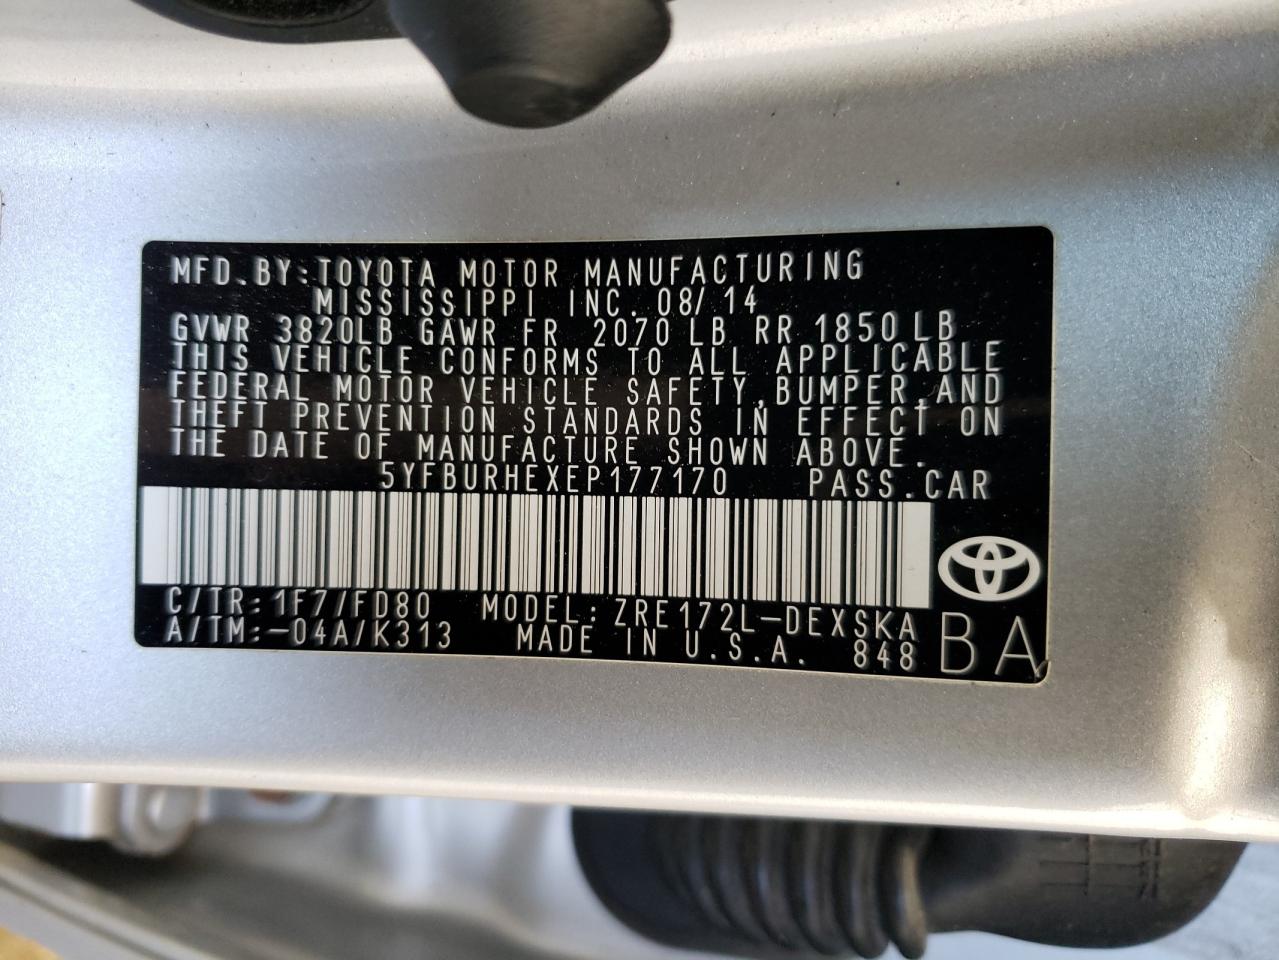 MFD.BY:TOYOTA MOTOR MANUFACTURING
MISSISSIPPI INC. 08/14
GVWR 3820LB GAWR FR 2070 LB RR 1850LB
THIS VEHICLE CONFORMS TO ALL APPLICABLE
FEDERAL MOTOR VEHICLE SAFETY,BUMPER,AND
THEFT PREVENTION STANDARDS IN EFFECT ON
THE DATE OF MANUFACTURE SHOWN ABOVE.
5YFBURHEXEP177170 PASS.CAR
C/TR:1F7/FD80 MODEL:ZRE172L-DEXSKA
A/TM:-04A/K313 MADE IN U.S.A. 848
BA